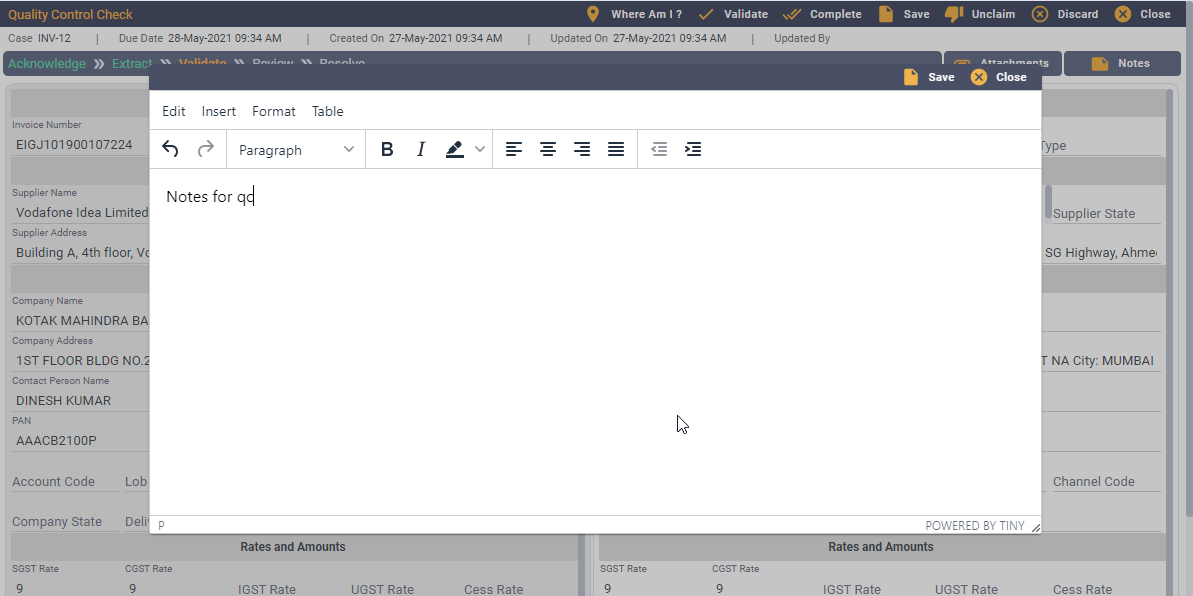 Quality Control Check Where Am I ? Validate Complete Save Unclaim Discard Close
Case INV-12 | Due Date 28-May-2021 09:34 AM | Created On 27-May-2021 09:34 AM | Updated On 27-May-2021 09:34 AM | Updated By
Acknowledge Extract Validate Review Resolve Attachments Notes
Save Close
Edit Insert Format Table
Paragraph B I
Notes for qc
P POWERED BY TINY
Invoice Number
EIGJ101900107224 Type
Supplier Name
Vodafone Idea Limited Supplier State
Supplier Address
Building A, 4th floor, SG Highway,
Company Name
KOTAK MAHINDRA
Company Address
1ST FLOOR BLDG NA City: MUMBAI
Contact Person Name
DINESH KUMAR
PAN
AAACB2100P
Account Code Lob Channel Code
Company State
Rates and Amounts Rates and Amounts
SGST Rate CGST Rate SGST Rate CGST Rate
9 9 IGST Rate UGST Rate Cess Rate 9 9 IGST Rate UGST Rate Cess Rate